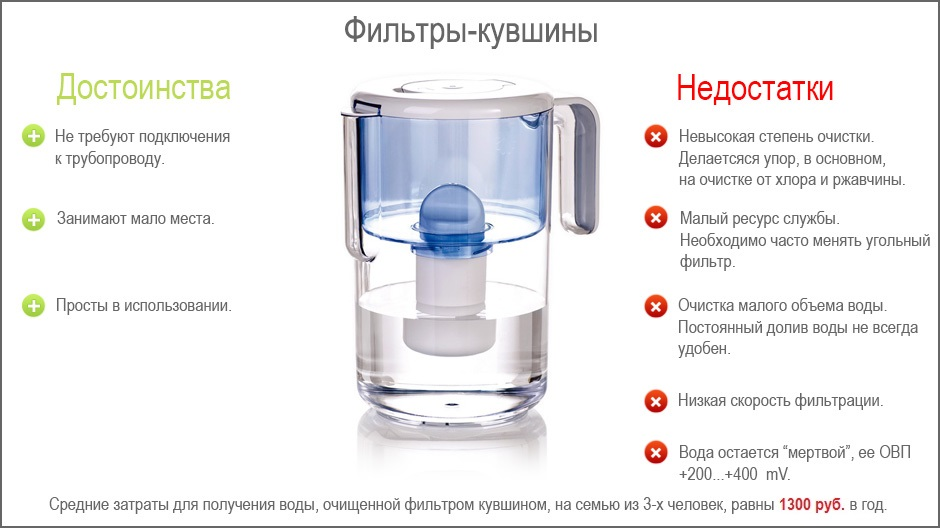 Фильтры-кувшины
Достоинства
Не требуют подключения
к трубопроводу.
Занимают мало места.
Просты в использовании.
Недостатки
Невысокая степень очистки.
Делаетсяся упор, в основном,
на очистке от хлора и ржавчины.
Малый ресурс службы.
Необходимо часто менять угольный
фильтр.
Очистка малого объема воды.
Постоянный долив воды не всегда
удобен.
Низкая скорость фильтрации.
Вода остается “мертвой”, ее ОВП
+200...+400 mV.
Средние затраты для получения воды, очищенной фильтром кувшином, на семью из 3-х человек, равны 1300 руб. в год.